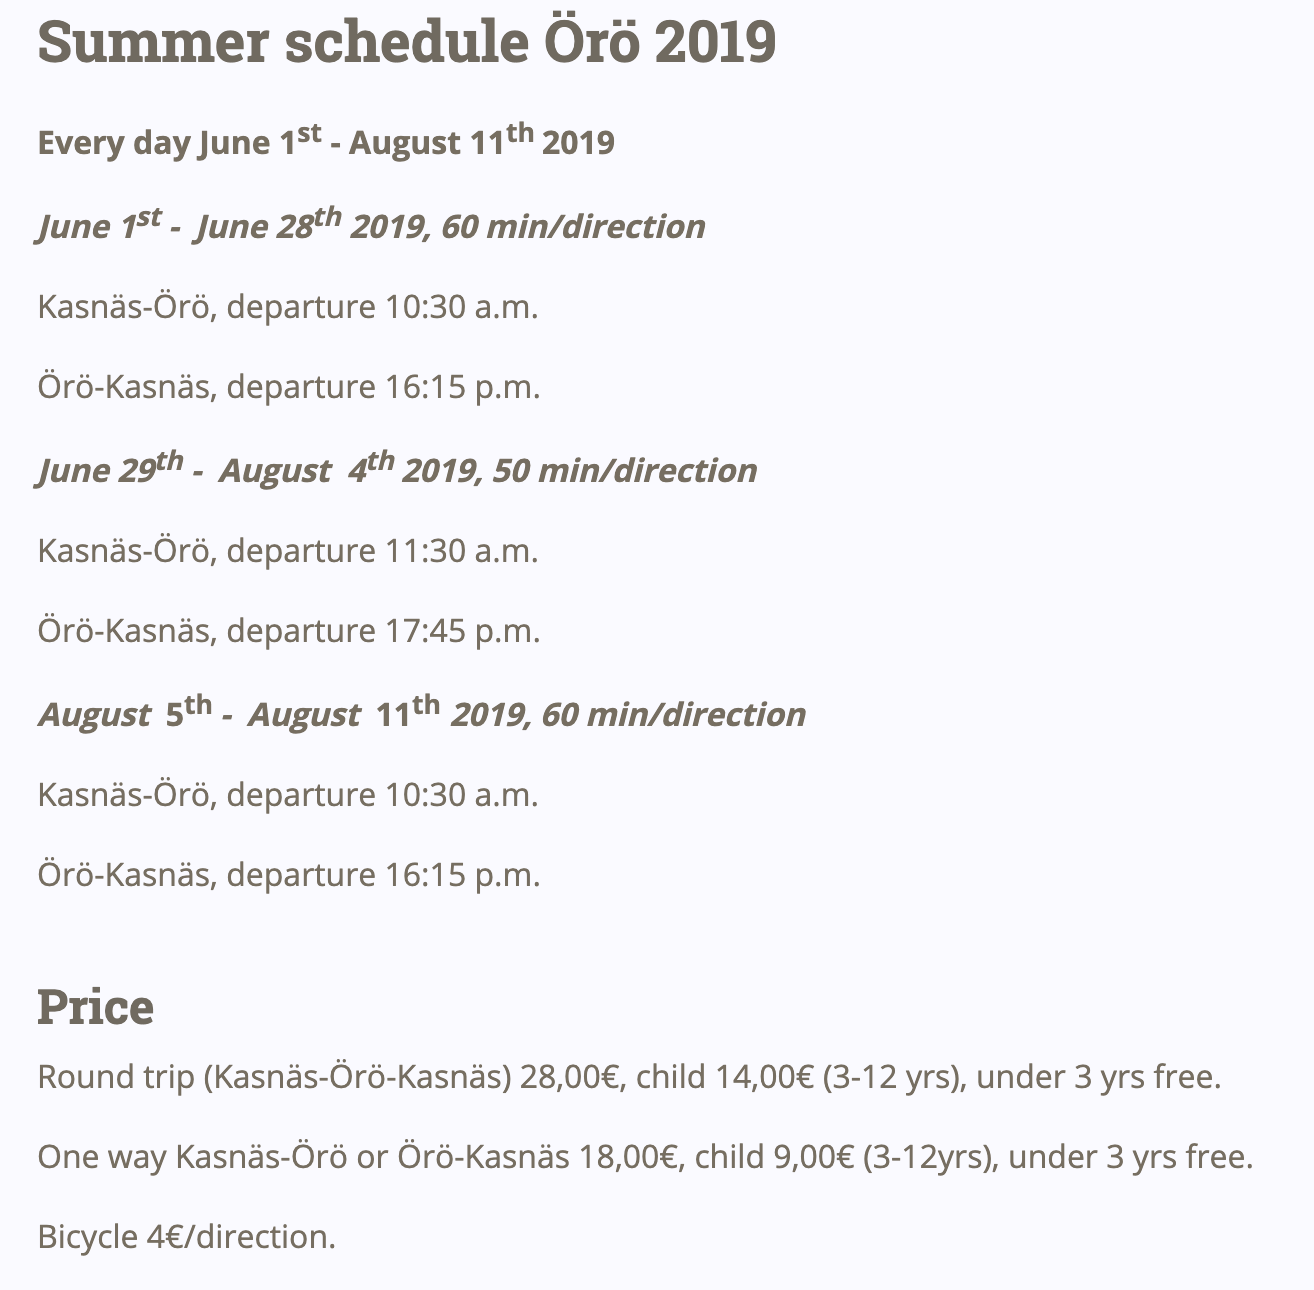 Summer schedule Örö 2019
Every day June 1st - August 11th 2019
June 1st - June 28th 2019, 60 min/direction
Kasnäs-Örö, departure 10:30 a.m.
Örö-Kasnäs, departure 16:15 p.m.
June 29th - August 4th 2019, 50 min/direction
Kasnäs-Örö, departure 11:30 a.m.
Örö-Kasnäs, departure 17:45 p.m.
August 5th - August 11th 2019, 60 min/direction
Kasnäs-Örö, departure 10:30 a.m.
Örö-Kasnäs, departure 16:15 p.m.
Price
Round trip (Kasnäs-Örö-Kasnäs) 28,00€, child 14,00€ (3-12 yrs), under 3 yrs free.
One way Kasnäs-Örö or Örö-Kasnäs 18,00€, child 9,00€ (3-12yrs), under 3 yrs free.
Bicycle 4€/direction.